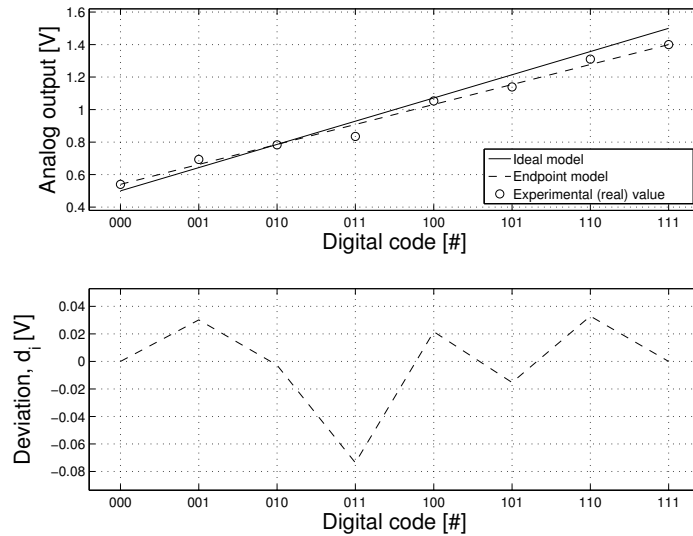 1.6
1.4
1.2
1
0.8
0.6
0.4
Analog output [V]
000 001 010 011 100 101 110 111
Digital code [#]
Ideal model
Endpoint model
Experimental (real) value
0.04
0.02
0
−0.02
−0.04
−0.06
−0.08
Deviation, di [V]
000 001 010 011 100 101 110 111
Digital code [#]